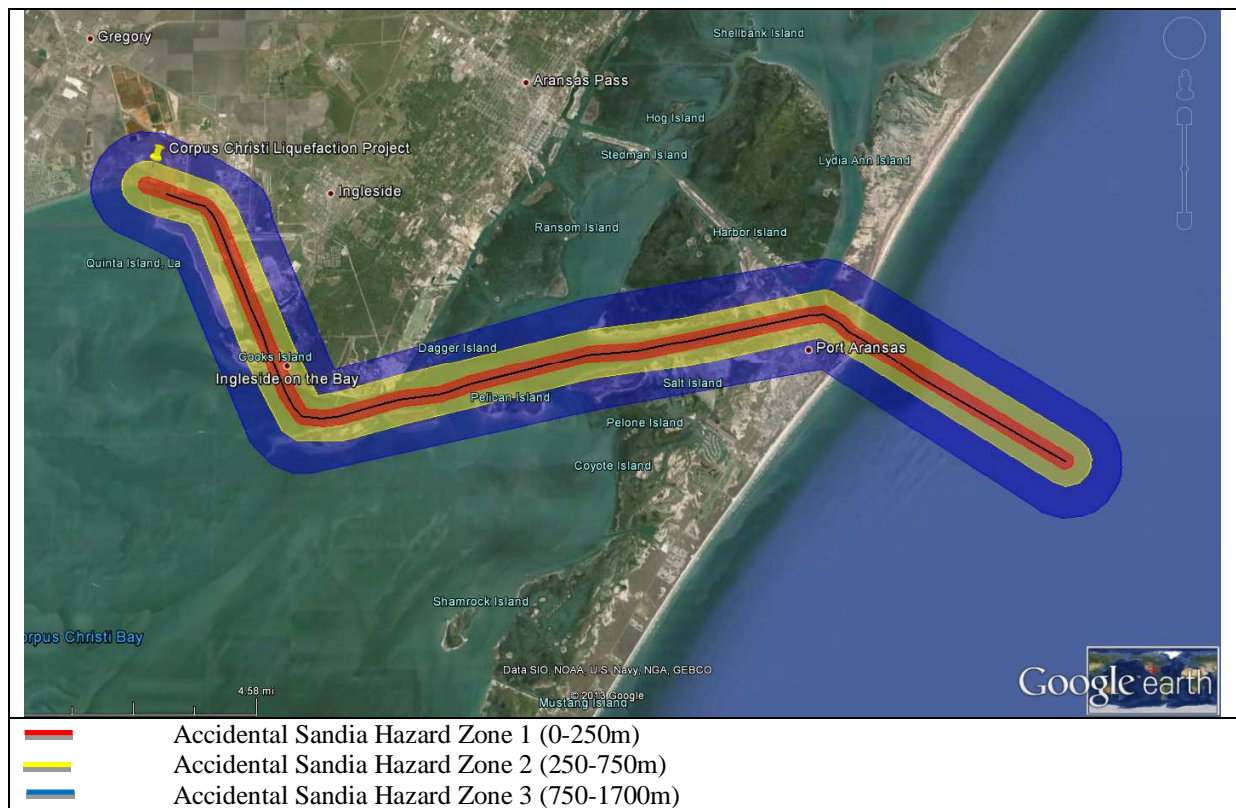 Gregory
Shellbank Island
Aransas Pass
Hog Island
Corpus Christi Liquefaction Project
Stedman Island
Lydia Ann Island
Ingleside
Ransom Island
Harbor Island
Quinta Island, La
Dagger Island
Port Aransas
Cooks Island
Ingleside on the Bay
Salt Island
Pelican Island
Pelone Island
Coyote Island
Shamrock Island
orpus Christi Bay
Data SIO, NOAA, U.S. Navy, NGA, GEBCO
4.58 mi
© 2013 Google
Mustang Island
Google earth
Accidental Sandia Hazard Zone 1 (0-250m)
Accidental Sandia Hazard Zone 2 (250-750m)
Accidental Sandia Hazard Zone 3 (750-1700m)